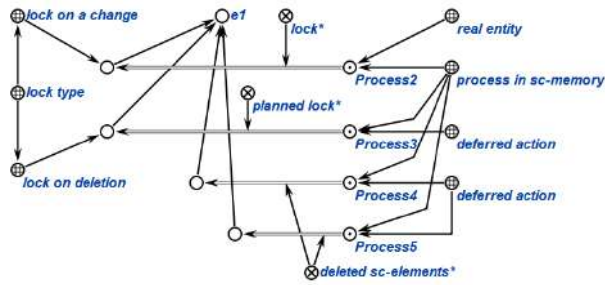 lock on a change
e1
lock*
real entity
Process2
process in sc-memory
lock type
planned lock*
Process3
deferred action
lock on deletion
Process4
deferred action
Process5
deleted sc-elements*